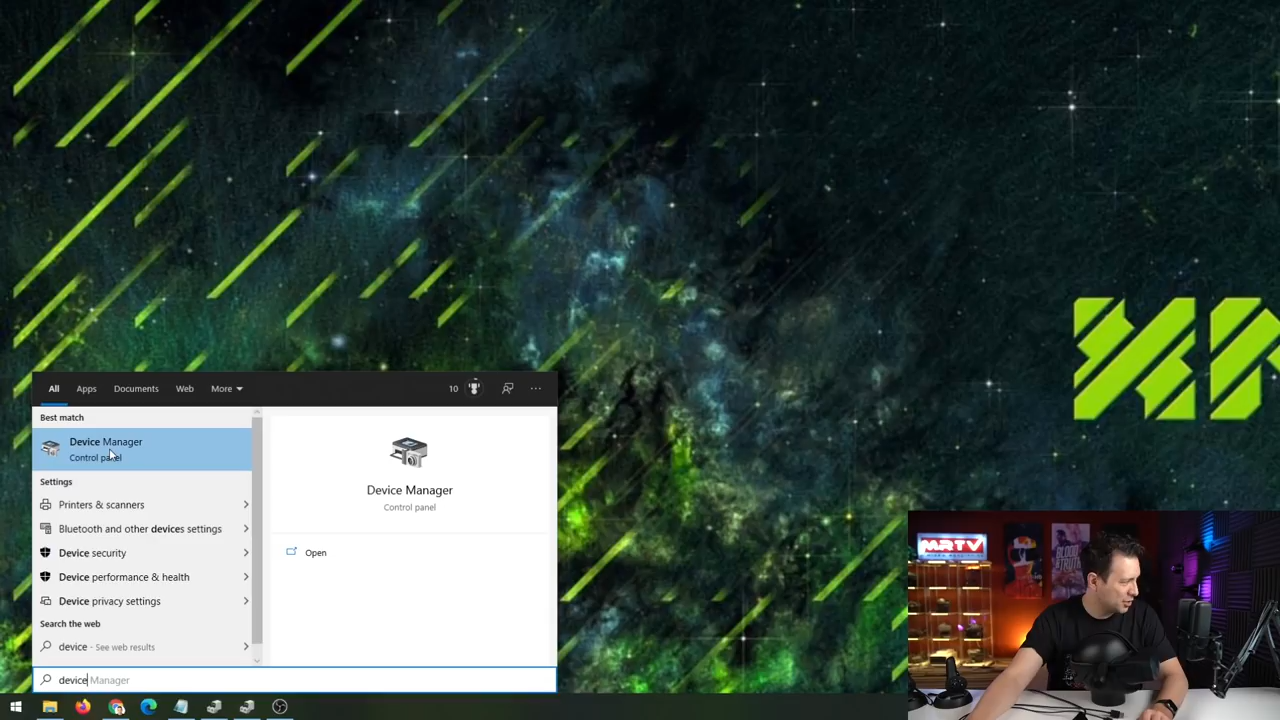 All Apps Documents Web More 10
Best match
Device Manager
Control panel
Settings
Printers & scanners
Bluetooth and other devices settings
Device security
Device performance & health
Device privacy settings
Search the web
device - See web results
device Manager
Device Manager
Control panel
Open
MRTV
BLOOD